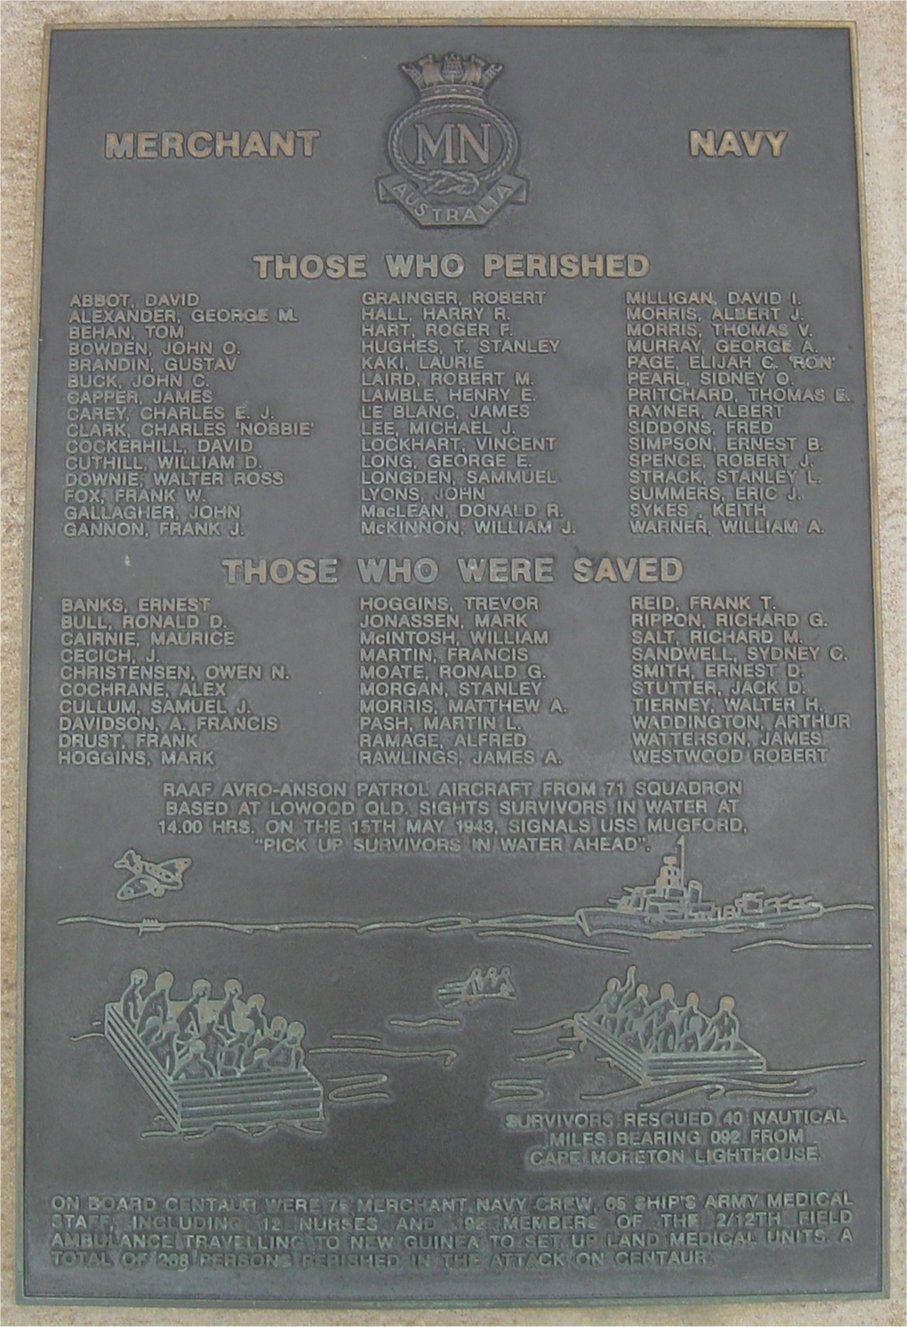 MN
AUSTRALIA
MERCHANT NAVY
THOSE WHO PERISHED
ABBOT, DAVID
ALEXANDER, GEORGE M.
BEHAN, TOM
BOWDEN, JOHN O.
BRANDIN, GUSTAV
BUCK, JOHN C.
CAPPER, JAMES
CAREY, CHARLES E. J.
CLARK, CHARLES 'NOBBIE'
COCKERHILL, DAVID
CUTHILL, WILLIAM D.
DOWNIE, WALTER ROSS
FOX, FRANK W.
GALLAGHER, JOHN
GANNON, FRANK J.
GRAINGER, ROBERT
HALL, HARRY R.
HART, ROGER F.
HUGHES, T. STANLEY
KAKI, LAURIE
LAIRD, ROBERT M.
LAMBLE, HENRY E.
LE BLANC, JAMES
LEE, MICHAEL J.
LOCKHART, VINCENT
LONG, GEORGE E.
LONGDEN, SAMMUEL
LYONS, JOHN
MacLEAN, DONALD R.
McKINNON, WILLIAM J.
MILLIGAN, DAVID I.
MORRIS, ALBERT J.
MORRIS, THOMAS V.
MURRAY, GEORGE A.
PAGE, ELIJAH C. 'RON'
PEARL, SIDNEY O.
PRITCHARD, THOMAS E.
RAYNER, ALBERT
SIDDONS, FRED
SIMPSON, ERNEST B.
SPENCE, ROBERT J.
STRACK, STANLEY L.
SUMMERS, ERIC J.
SYKES, KEITH
WARNER, WILLIAM A.
THOSE WHO WERE SAVED
BANKS, ERNEST
BULL, RONALD D.
CAIRNIE, MAURICE
CECICH, J.
CHRISTENSEN, OWEN N.
COCHRANE, ALEX
CULLUM, SAMUEL J.
DAVIDSON, A. FRANCIS
DRUST, FRANK
HOGGINS, MARK
HOGGINS, TREVOR
JONASSEN, MARK
McINTOSH, WILLIAM
MARTIN, FRANCIS
MOATE, RONALD G.
MORGAN, STANLEY
MORRIS, MATTHEW A.
PASH, MARTIN L.
RAMAGE, ALFRED
RAWLINGS, JAMES A.
REID, FRANK T.
RIPPON, RICHARD G.
SALT, RICHARD M.
SANDWELL, SYDNEY C.
SMITH, ERNEST D.
STUTTER, JACK D.
TIERNEY, WALTER H.
WADDINGTON, ARTHUR
WATTERSON, JAMES
WESTWOOD ROBERT
RAAF AVRO-ANSON PATROL AIRCRAFT FROM 71 SQUADRON
BASED AT LOWOOD QLD. SIGHTS SURVIVORS IN WATER AT
14.00 HRS. ON THE 15TH MAY 1943, SIGNALS USS MUGFORD,
"PICK UP SURVIVORS IN WATER AHEAD".
SURVIVORS RESCUED 40 NAUTICAL
MILES BEARING 092 FROM
CAPE MORETON LIGHTHOUSE.
ON BOARD CENTAUR WERE 75 MERCHANT NAVY CREW, 65 SHIP'S ARMY MEDICAL
STAFF, INCLUDING 12 NURSES AND 192 MEMBERS OF THE 2/12TH FIELD
AMBULANCE TRAVELLING TO NEW GUINEA TO SET UP LAND MEDICAL UNITS. A
TOTAL OF 268 PERSONS PERISHED IN THE ATTACK ON CENTAUR.